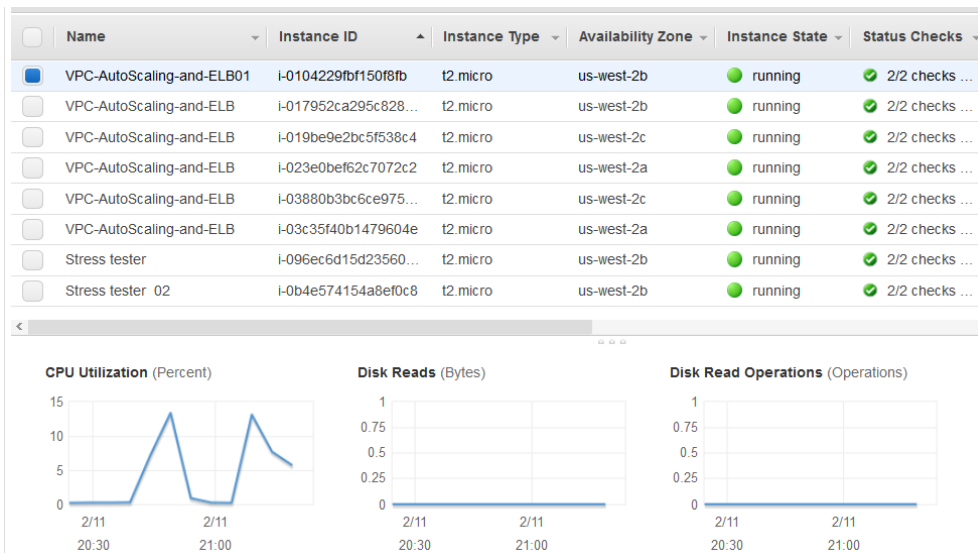 Name Instance ID Instance Type Availability Zone Instance State Status Checks
VPC-AutoScaling-and-ELB01 i-0104229fbf150f8fb t2.micro us-west-2b running 2/2 checks ...
VPC-AutoScaling-and-ELB i-017952ca295c828... t2.micro us-west-2b running 2/2 checks ...
VPC-AutoScaling-and-ELB i-019be9e2bc5f538c4 t2.micro us-west-2c running 2/2 checks ...
VPC-AutoScaling-and-ELB i-023e0bef62c7072c2 t2.micro us-west-2a running 2/2 checks ...
VPC-AutoScaling-and-ELB i-03880b3bc6ce975... t2.micro us-west-2c running 2/2 checks ...
VPC-AutoScaling-and-ELB i-03c35f40b1479604e t2.micro us-west-2a running 2/2 checks ...
Stress tester i-096ec6d15d23560... t2.micro us-west-2b running 2/2 checks ...
Stress tester 02 i-0b4e574154a8ef0c8 t2.micro us-west-2b running 2/2 checks ...
CPU Utilization (Percent) Disk Reads (Bytes) Disk Read Operations (Operations)
15 1 1
0.75 0.75
10
0.5 0.5
5
0.25 0.25
0 0 0
2/11 2/11 2/11 2/11 2/11 2/11
20:30 21:00 20:30 21:00 20:30 21:00